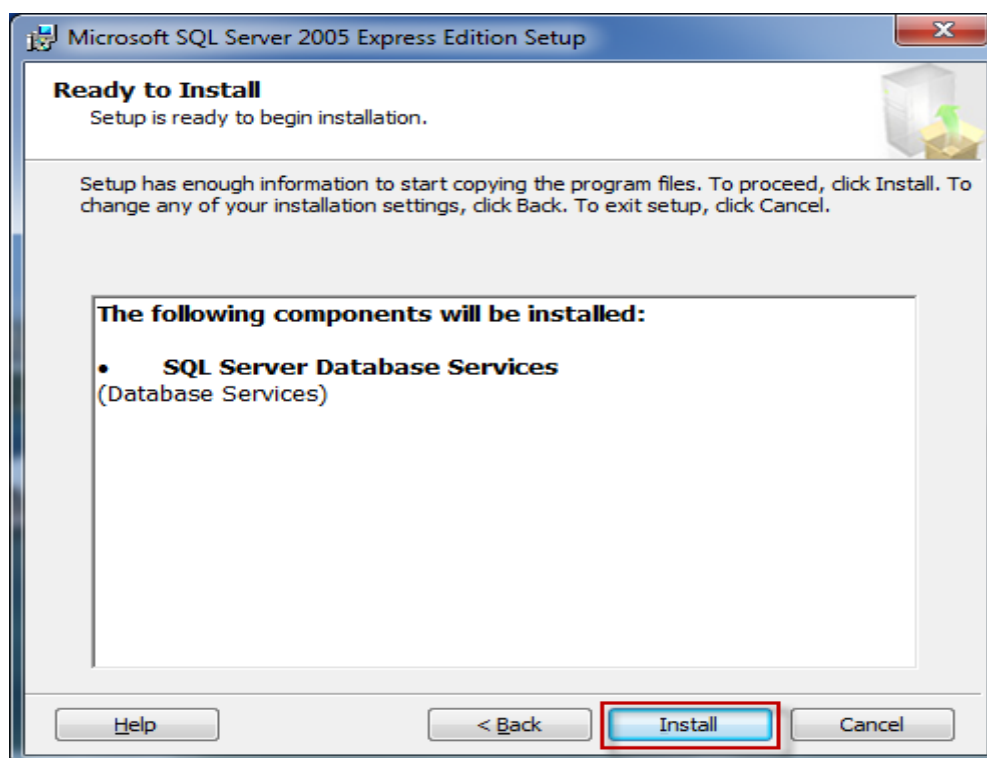 Microsoft SQL Server 2005 Express Edition Setup
Ready to Install
Setup is ready to begin installation.
Setup has enough information to start copying the program files. To proceed, click Install. To
change any of your installation settings, click Back. To exit setup, click Cancel.
The following components will be installed:
• SQL Server Database Services
(Database Services)
Help < Back Install Cancel